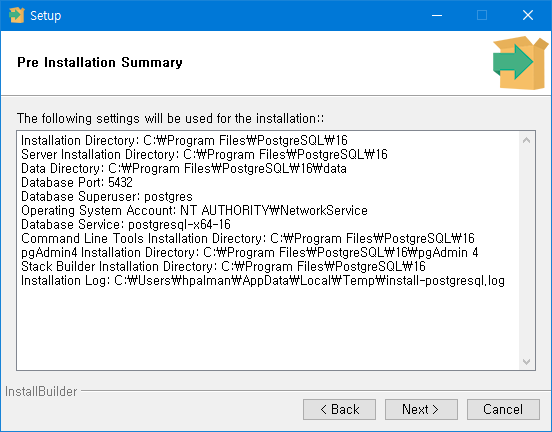 Setup
Pre Installation Summary
The following settings will be used for the installation::
Installation Directory: C:₩Program Files₩PostgreSQL₩16
Server Installation Directory: C:₩Program Files₩PostgreSQL₩16
Data Directory: C:₩Program Files₩PostgreSQL₩16₩data
Database Port: 5432
Database Superuser: postgres
Operating System Account: NT AUTHORITY₩NetworkService
Database Service: postgresql-x64-16
Command Line Tools Installation Directory: C:₩Program Files₩PostgreSQL₩16
pgAdmin4 Installation Directory: C:₩Program Files₩PostgreSQL₩16₩pgAdmin 4
Stack Builder Installation Directory: C:₩Program Files₩PostgreSQL₩16
Installation Log: C:₩Users₩hpalman₩AppData₩Local₩Temp₩install-postgresql.log
InstallBuilder
< Back
Next >
Cancel